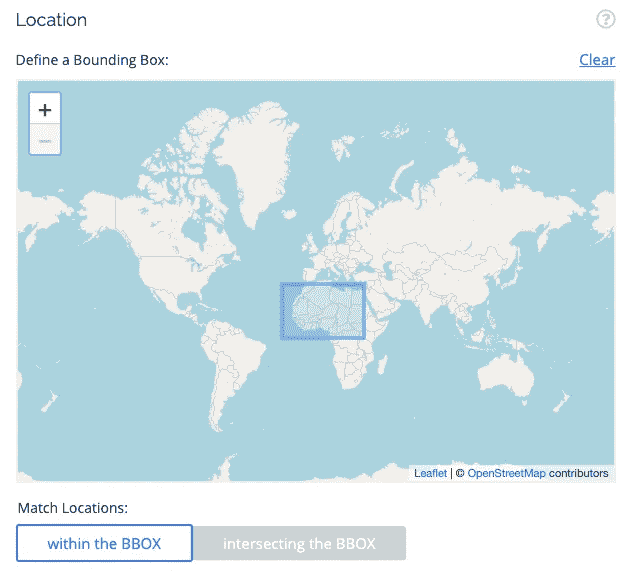 Location
?
Define a Bounding Box:
Clear
+
−
Leaflet | © OpenStreetMap contributors
Match Locations:
within the BBOX
intersecting the BBOX